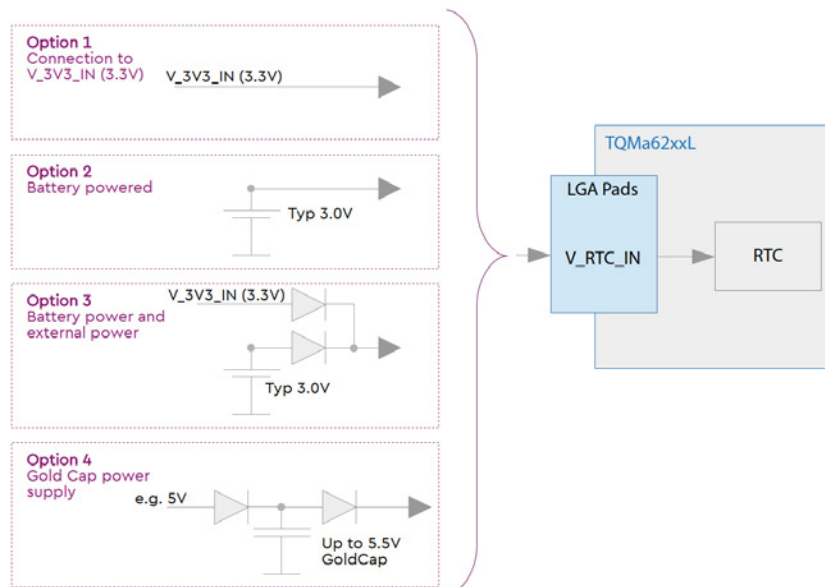 Option 1
Connection to
V_3V3_IN (3.3V)
V_3V3_IN (3.3V)
Option 2
Battery powered
Typ 3.0V
Option 3
Battery power and
external power
V_3V3_IN (3.3V)
Typ 3.0V
Option 4
Gold Cap power
supply
e.g. 5V
Up to 5.5V
GoldCap
TQMa62xxL
LGA Pads
V_RTC_IN
RTC